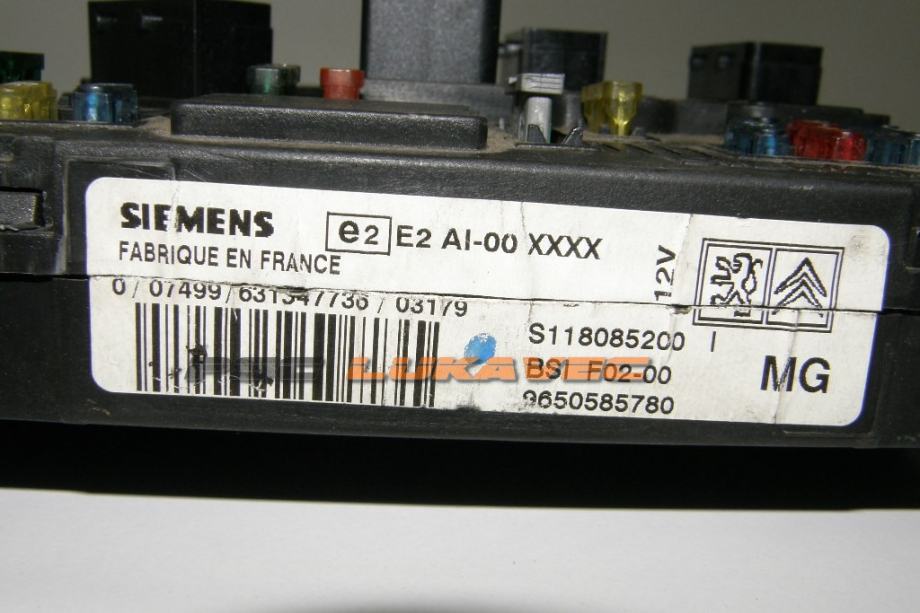 SIEMENS
e2 E2 AI-00 XXXX
FABRIQUE EN FRANCE
12V
0/07499/631347736/03179
S118085200 I
BSI F02-00
MG
9650585780
LUKAVEC